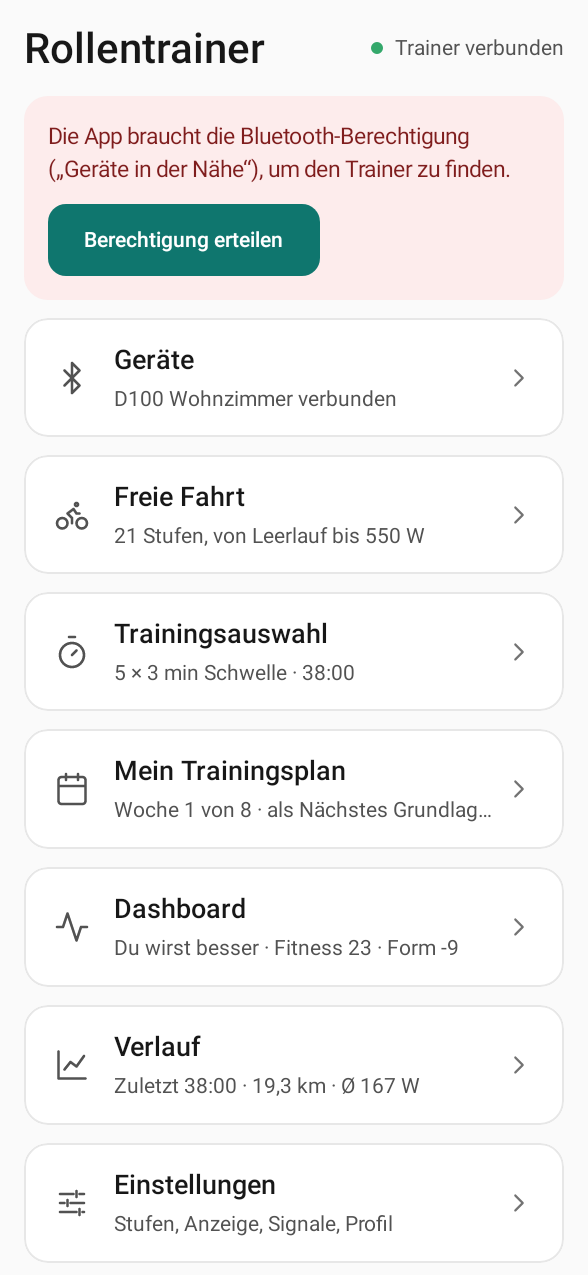 Rollentrainer
Trainer verbunden
Die App braucht die Bluetooth-Berechtigung
(„Geräte in der Nähe“), um den Trainer zu finden.
Berechtigung erteilen
Geräte
D100 Wohnzimmer verbunden
Freie Fahrt
21 Stufen, von Leerlauf bis 550 W
Trainingsauswahl
5 × 3 min Schwelle · 38:00
Mein Trainingsplan
Woche 1 von 8 · als Nächstes Grundlag…
Dashboard
Du wirst besser · Fitness 23 · Form -9
Verlauf
Zuletzt 38:00 · 19,3 km · Ø 167 W
Einstellungen
Stufen, Anzeige, Signale, Profil